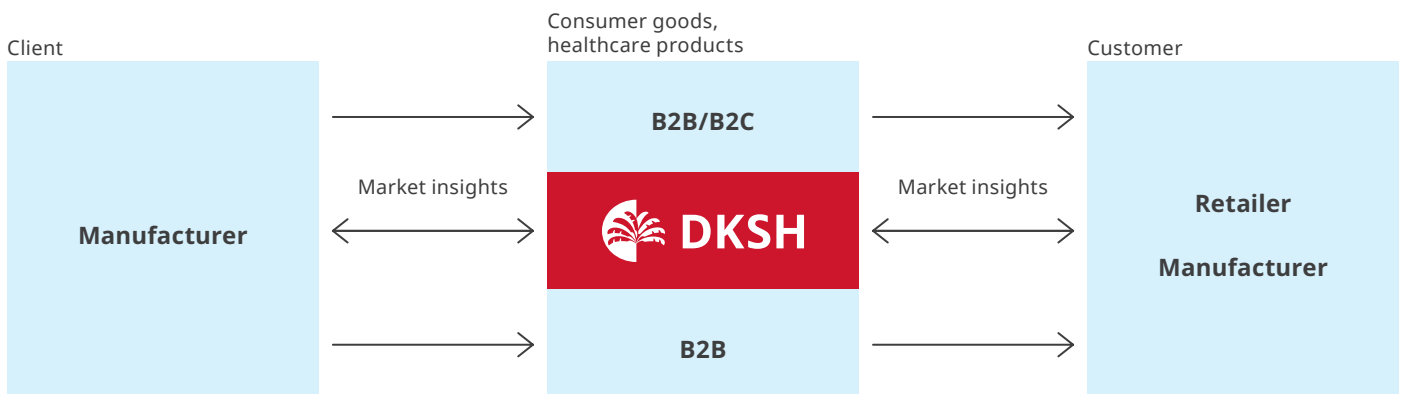 Client
Consumer goods,
healthcare products
Customer
B2B/B2C
Market insights
Market insights
Manufacturer
DKSH
Retailer
Manufacturer
B2B